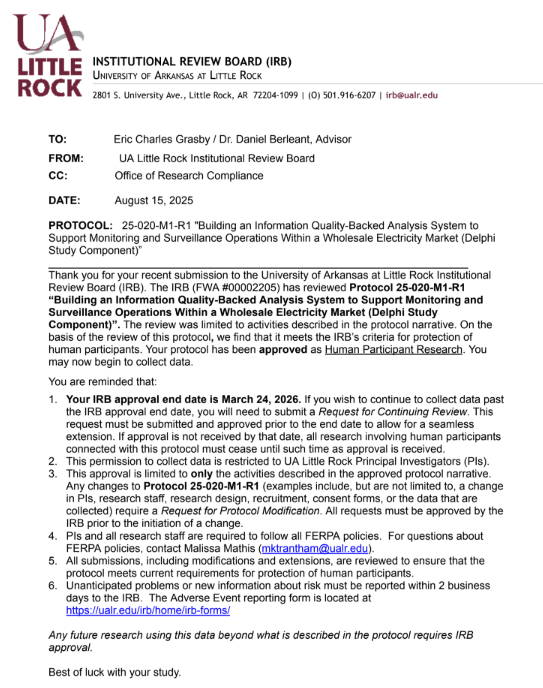 UA
LITTLE
ROCK
INSTITUTIONAL REVIEW BOARD (IRB)
UNIVERSITY OF ARKANSAS AT LITTLE ROCK
2801 S. University Ave., Little Rock, AR 72204-1099 | (O) 501.916-6207 | irb@ualr.edu
TO: Eric Charles Grasby / Dr. Daniel Berleant, Advisor
FROM: UA Little Rock Institutional Review Board
CC: Office of Research Compliance
DATE: August 15, 2025
PROTOCOL: 25-020-M1-R1 "Building an Information Quality-Backed Analysis System to
Support Monitoring and Surveillance Operations Within a Wholesale Electricity Market (Delphi
Study Component)”
Thank you for your recent submission to the University of Arkansas at Little Rock Institutional
Review Board (IRB). The IRB (FWA #00002205) has reviewed Protocol 25-020-M1-R1
“Building an Information Quality-Backed Analysis System to Support Monitoring and
Surveillance Operations Within a Wholesale Electricity Market (Delphi Study
Component)”. The review was limited to activities described in the protocol narrative. On the
basis of the review of this protocol, we find that it meets the IRB’s criteria for protection of
human participants. Your protocol has been approved as Human Participant Research. You
may now begin to collect data.
You are reminded that:
1. Your IRB approval end date is March 24, 2026. If you wish to continue to collect data past
the IRB approval end date, you will need to submit a Request for Continuing Review. This
request must be submitted and approved prior to the end date to allow for a seamless
extension. If approval is not received by that date, all research involving human participants
connected with this protocol must cease until such time as approval is received.
2. This permission to collect data is restricted to UA Little Rock Principal Investigators (PIs).
3. This approval is limited to only the activities described in the approved protocol narrative.
Any changes to Protocol 25-020-M1-R1 (examples include, but are not limited to, a change
in PIs, research staff, research design, recruitment, consent forms, or the data that are
collected) require a Request for Protocol Modification. All requests must be approved by the
IRB prior to the initiation of a change.
4. PIs and all research staff are required to follow all FERPA policies. For questions about
FERPA policies, contact Malissa Mathis (mktrantham@ualr.edu).
5. All submissions, including modifications and extensions, are reviewed to ensure that the
protocol meets current requirements for protection of human participants.
6. Unanticipated problems or new information about risk must be reported within 2 business
days to the IRB. The Adverse Event reporting form is located at
https://ualr.edu/irb/home/irb-forms/
Any future research using this data beyond what is described in the protocol requires IRB
approval.
Best of luck with your study.